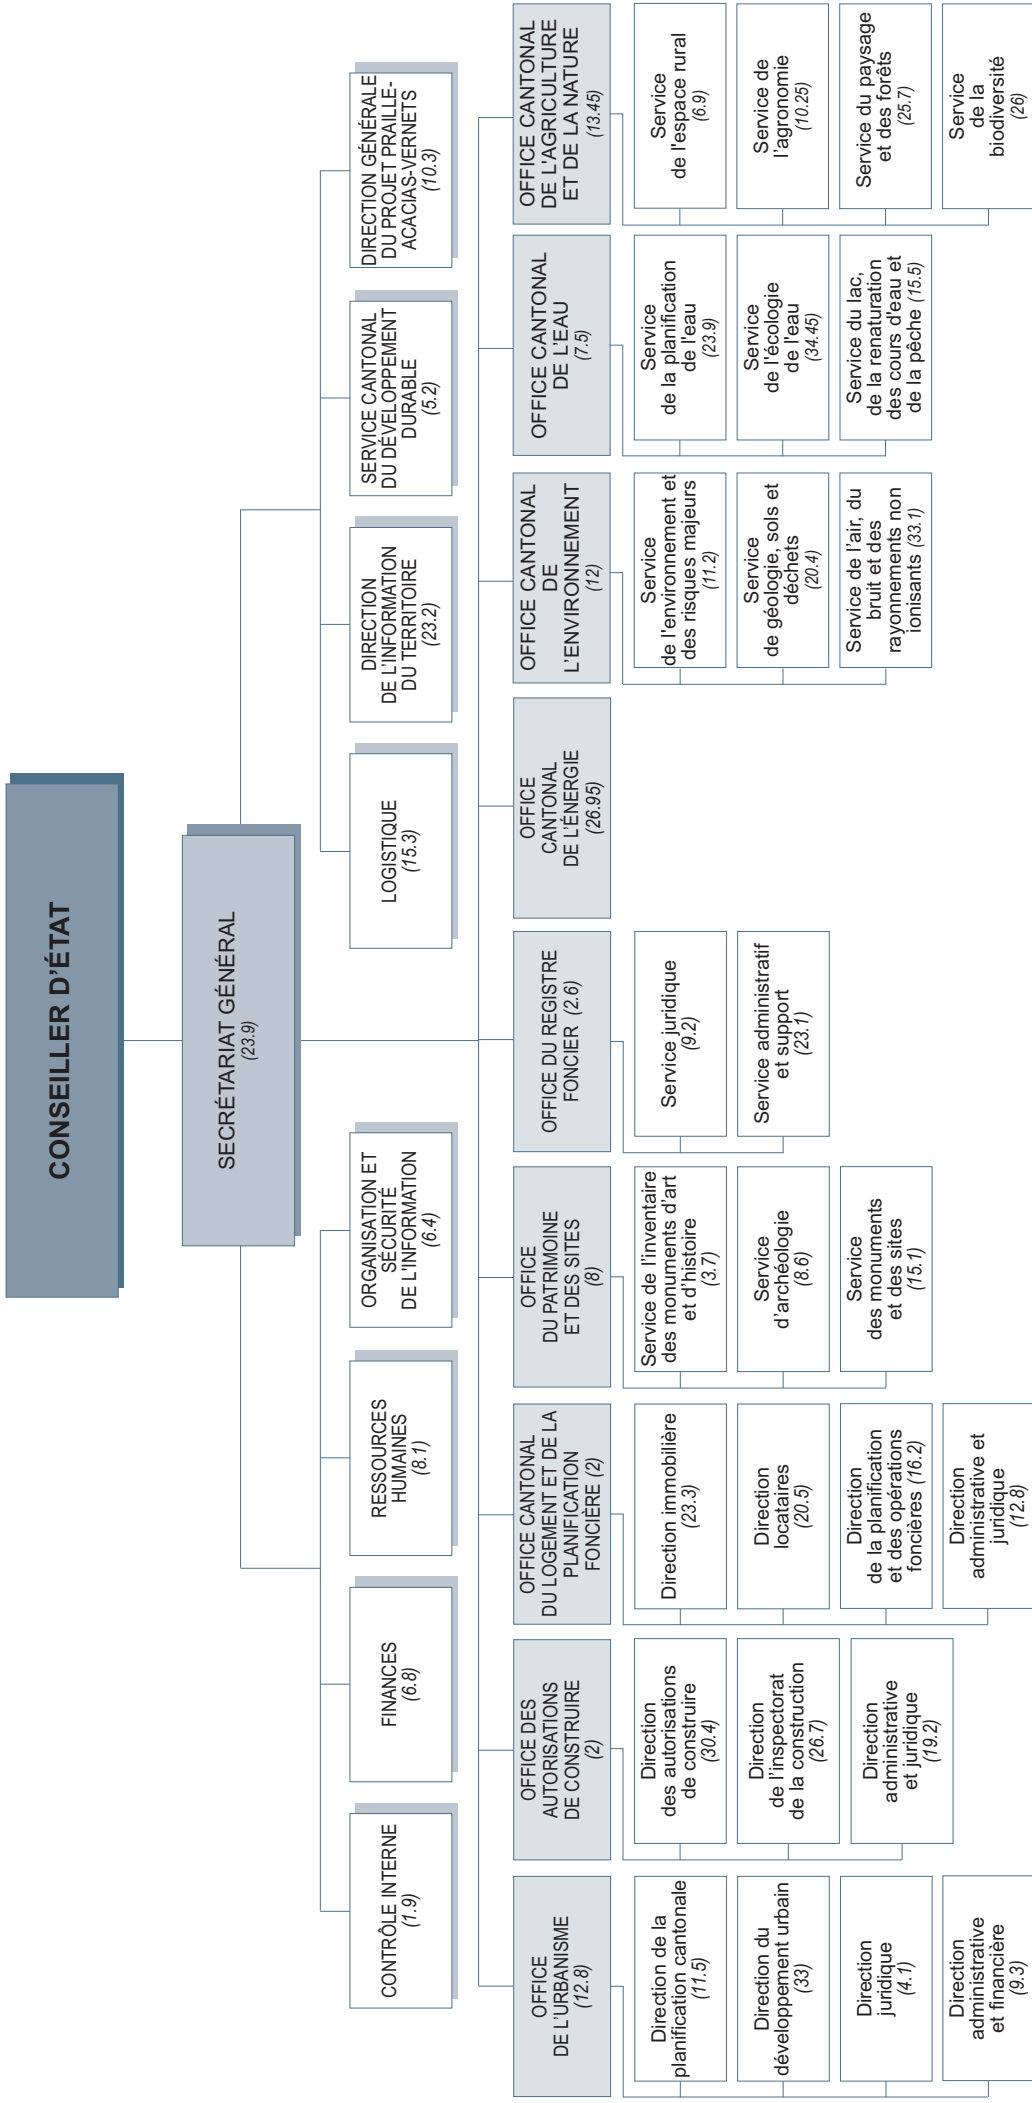 CONSEILLER D'ÉTAT
SECRÉTARIAT GÉNÉRAL
(23.9)
CONTRÔLE INTERNE
(1.9)
FINANCES
(6.8)
RESSOURCES
HUMAINES
(8.1)
ORGANISATION ET
SÉCURITÉ
DE L'INFORMATION
(6.4)
LOGISTIQUE
(15.3)
DIRECTION
DE L'INFORMATION
DU TERRITOIRE
(23.2)
SERVICE CANTONAL
DU DÉVELOPPEMENT
DURABLE
(5.2)
DIRECTION GÉNÉRALE
DU PROJET PRAILLE-
ACACIAS-VERNETS
(10.3)
OFFICE
DE L'URBANISME
(12.8)
Direction de la
planification cantonale
(11.5)
Direction du
développement urbain
(33)
Direction
juridique
(4.1)
Direction
administrative
et financière
(9.3)
OFFICE DES
AUTORISATIONS
DE CONSTRUIRE
(2)
Direction
des autorisations
de construire
(30.4)
Direction
de l'inspectorat
de la construction
(26.7)
Direction
administrative
et juridique
(19.2)
OFFICE CANTONAL
DU LOGEMENT ET DE LA
PLANIFICATION
FONCIÈRE (2)
Direction immobilière
(23.3)
Direction
locataires
(20.5)
Direction
de la planification
et des opérations
foncières (16.2)
Direction
administrative et
juridique
(12.8)
OFFICE
DU PATRIMOINE
ET DES SITES
(8)
Service de l'inventaire
des monuments d'art
et d'histoire
(3.7)
Service
d'archéologie
(8.6)
Service
des monuments
et des sites
(15.1)
OFFICE DU REGISTRE
FONCIER (2.6)
Service juridique
(9.2)
Service administratif
et support
(23.1)
OFFICE
CANTONAL
DE L'ÉNERGIE
(26.95)
OFFICE CANTONAL
DE
L'ENVIRONNEMENT
(12)
Service
de l'environnement et
des risques majeurs
(11.2)
Service
de géologie, sols et
déchets
(20.4)
Service de l'air, du
bruit et des
rayonnements non
ionisants (33.1)
OFFICE CANTONAL
DE L'EAU
(7.5)
Service
de la planification
de l'eau
(23.9)
Service
de l'écologie
de l'eau
(34.45)
Service du lac,
de la renaturation
des cours d'eau et
de la pêche (15.5)
OFFICE CANTONAL
DE L'AGRICULTURE
ET DE LA NATURE
(13.45)
Service
de l'espace rural
(6.9)
Service de
l'agronomie
(10.25)
Service du paysage
et des forêts
(25.7)
Service
de la
biodiversité
(26)